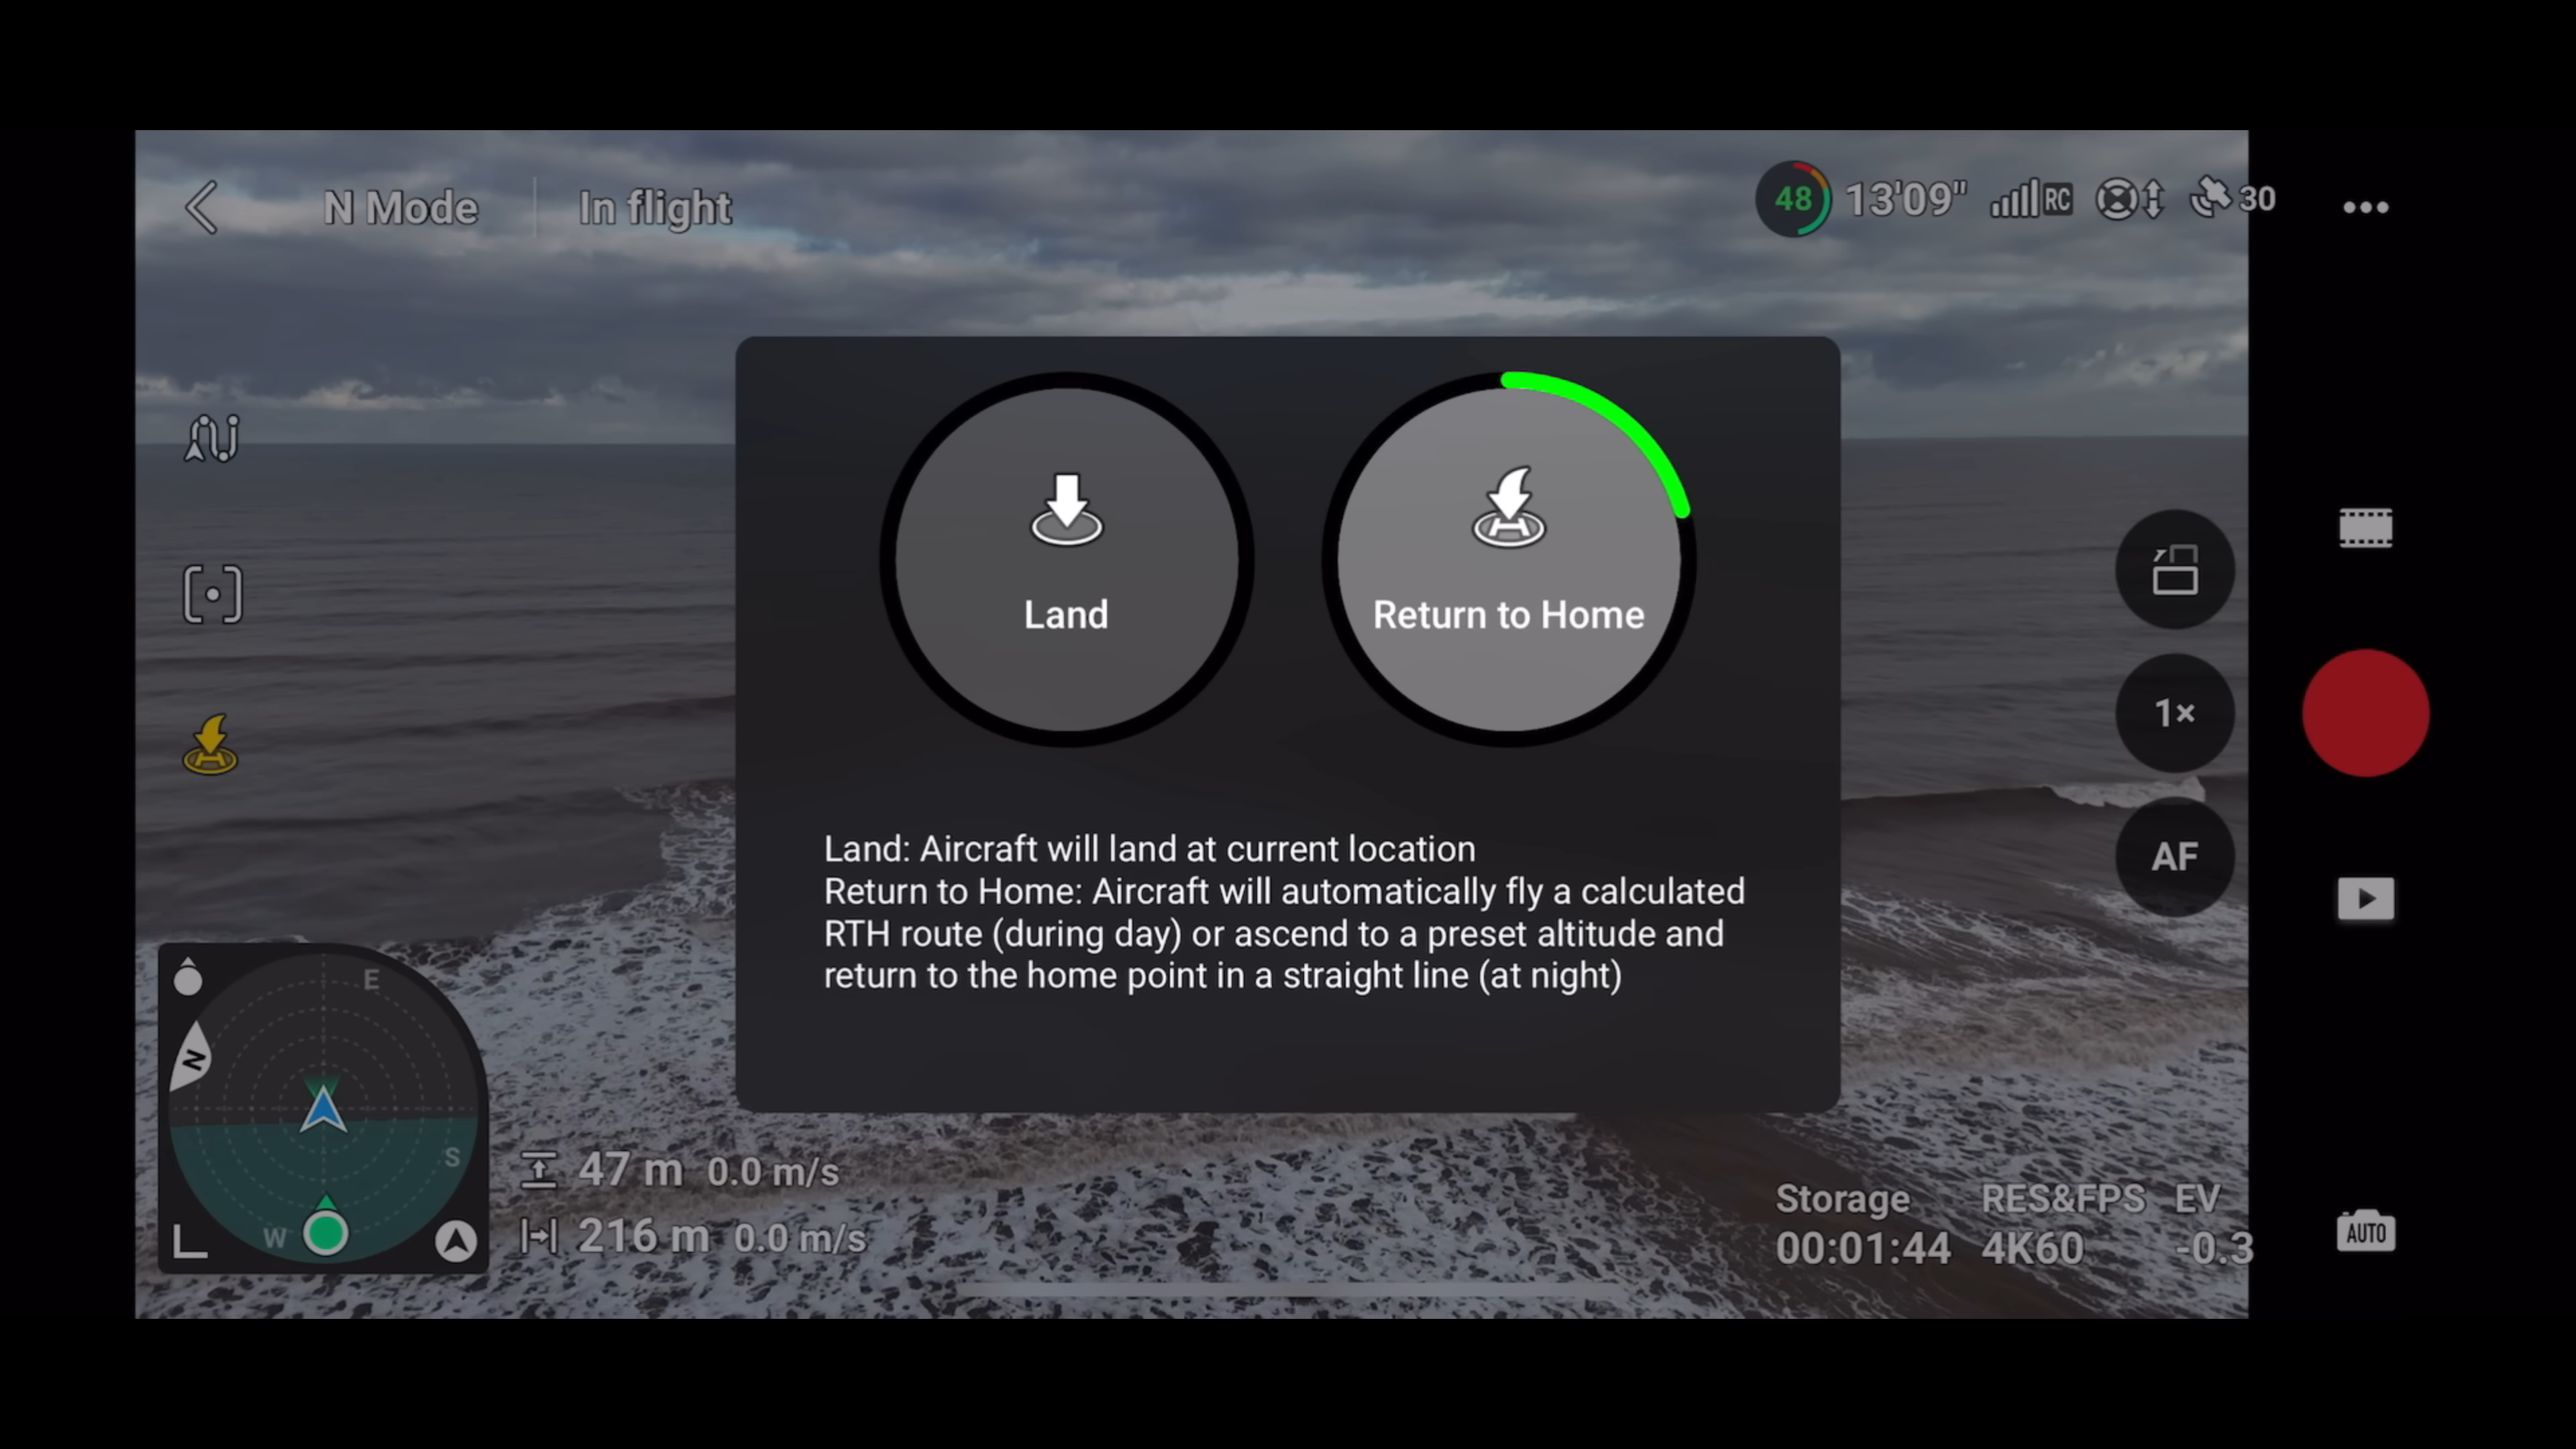 N Mode
In flight
48
13'09"
RC
30
Land
Return to Home
1×
AF
Land: Aircraft will land at current location
Return to Home: Aircraft will automatically fly a calculated
RTH route (during day) or ascend to a preset altitude and
return to the home point in a straight line (at night)
E
N
S
W
47 m 0.0 m/s
216 m 0.0 m/s
Storage RES&FPS EV
00:01:44 4K60 -0.3
AUTO